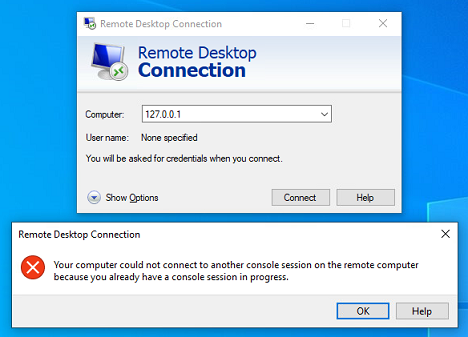 Remote Desktop Connection
Remote Desktop
Connection
Computer: 127.0.0.1
User name: None specified
You will be asked for credentials when you connect.
Show Options Connect Help
Remote Desktop Connection
Your computer could not connect to another console session on the remote computer
because you already have a console session in progress.
OK Help